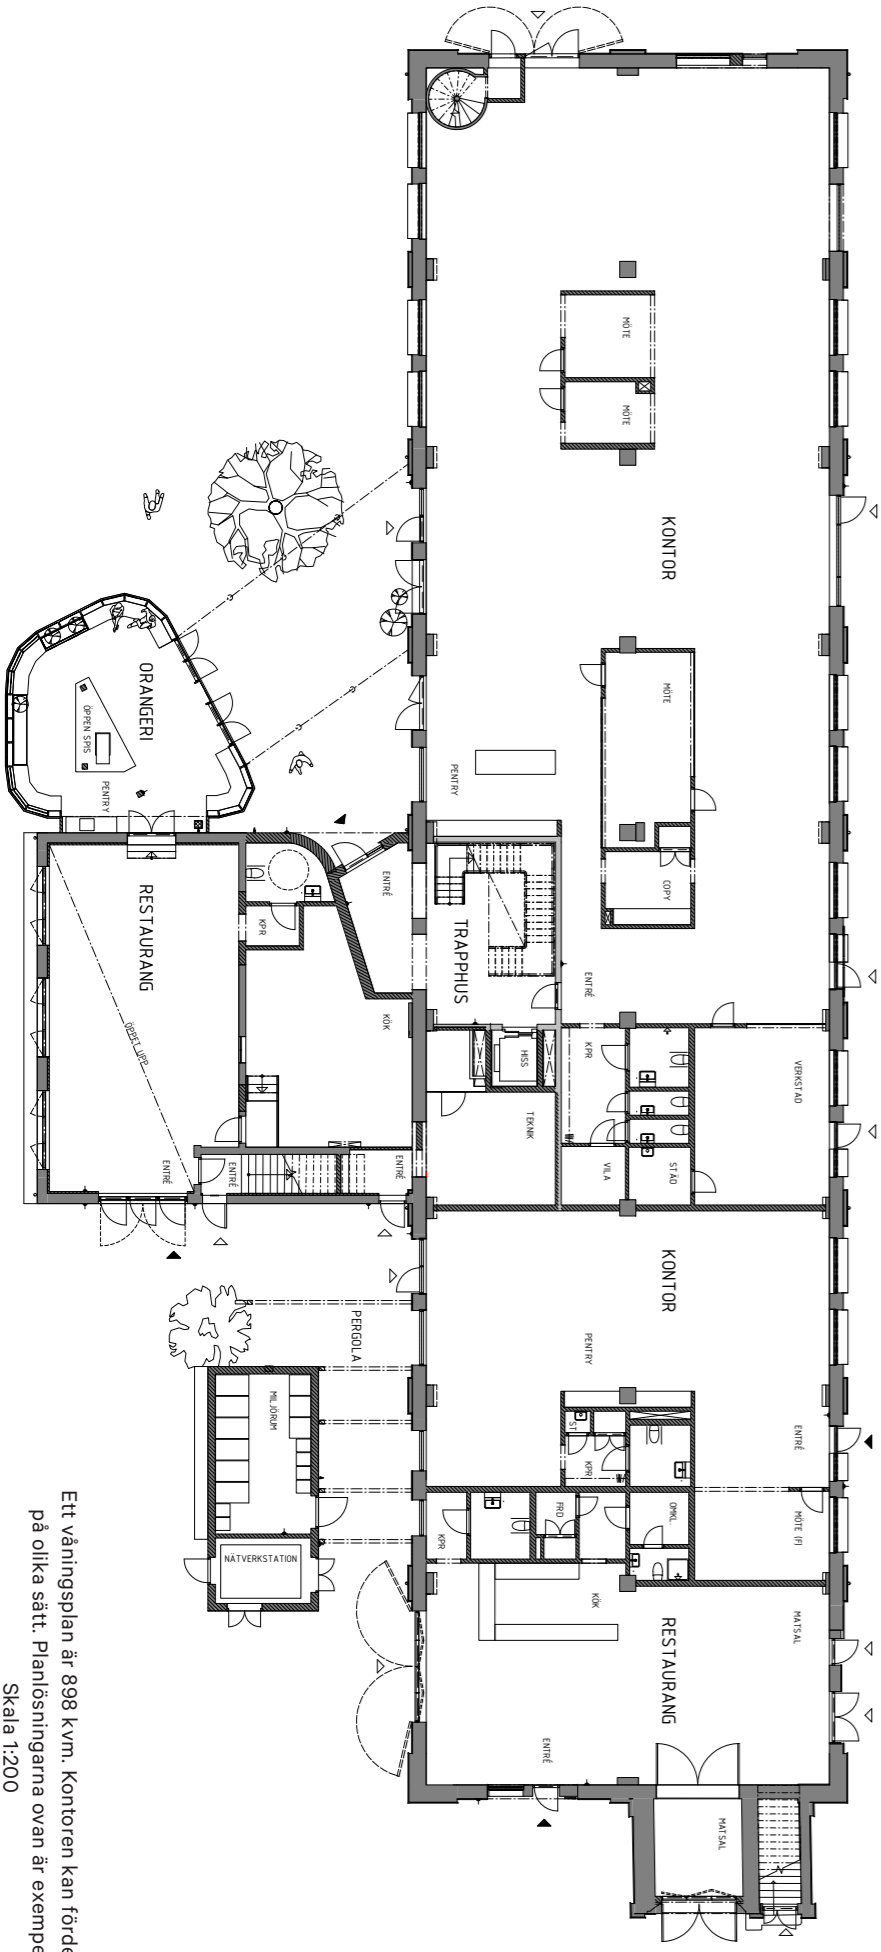 MÖTE
MÖTE
KONTOR
MÖTE
PENTRY
COPY
ENTRÉ
TRAPPHUS
HISS
KPR
VERKSTAD
TEKNIK
VILA
STÄD
ORANGERI
ÖPPEN SPIS
PENTRY
RESTAURANG
ÖPPET UPP
KPR
ENTRÉ
KÖK
ENTRÉ
ENTRÉ
ENTRÉ
KONTOR
PENTRY
ENTRÉ
PERGOLA
MILJÖRUM
NÄTVERKSTATION
ST
KPR
OMKL
MÖTE (F)
FRD
KPR
KÖK
MATSAL
RESTAURANG
ENTRÉ
MATSAL
Ett våningsplan är 898 kvm. Kontoren kan förde
på olika sätt. Planlösningarna ovan är exempe
Skala 1:200